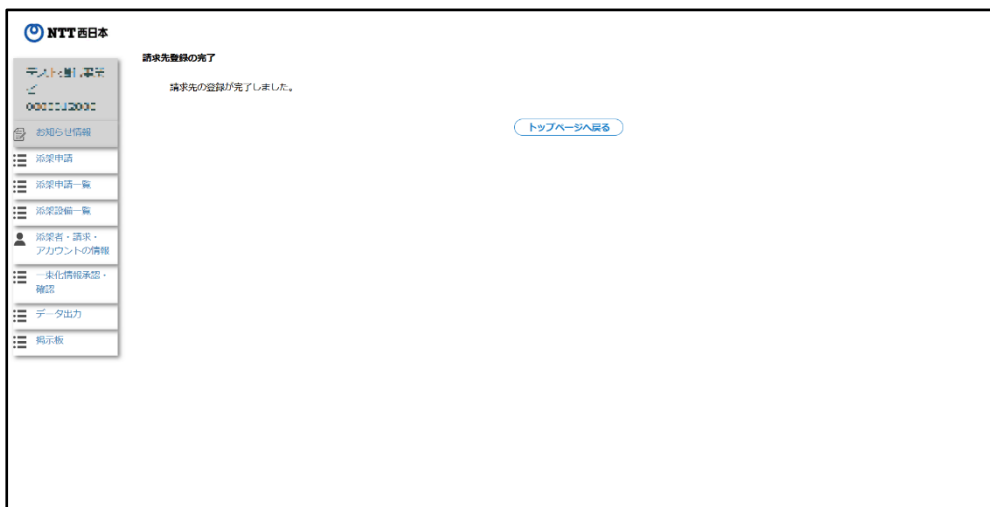 NTT西日本
請求先登録の完了
請求先の登録が完了しました。
トップページへ戻る
お知らせ情報
添架申請
添架申請一覧
添架設備一覧
添架者・請求・
アカウントの情報
一束化情報承認・
確認
データ出力
掲示板